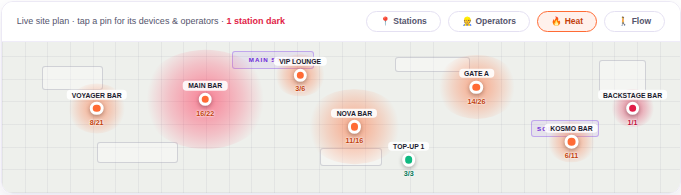 Live site plan · tap a pin for its devices & operators · 1 station dark
📍 Stations
👷 Operators
🔥 Heat
🚶 Flow
MAIN S
VIP LOUNGE
3/6
GATE A
14/26
MAIN BAR
16/22
VOYAGER BAR
8/21
BACKSTAGE BAR
1/1
NOVA BAR
11/16
KOSMO BAR
6/11
TOP-UP 1
3/3